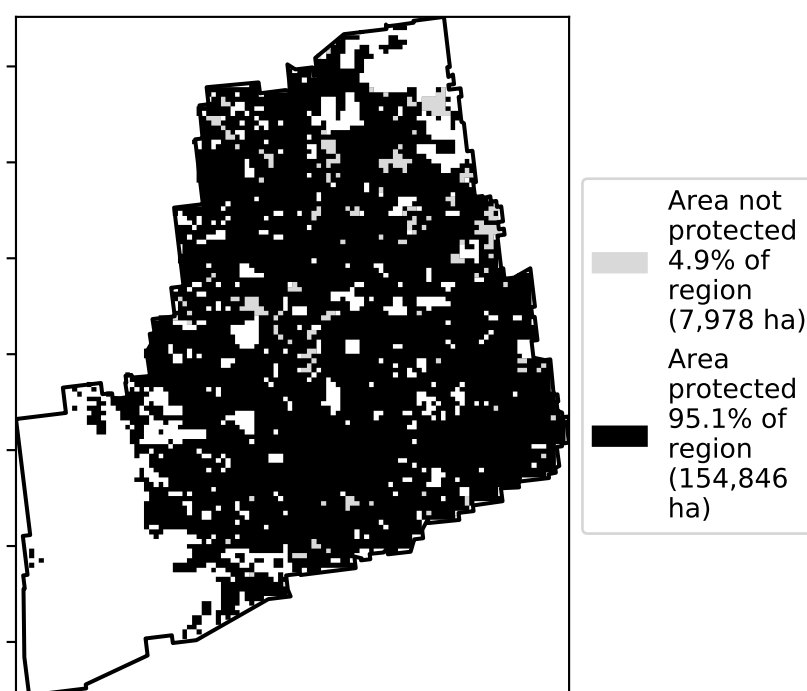 Area not
protected
4.9% of
region
(7,978 ha)
Area
protected
95.1% of
region
(154,846
ha)